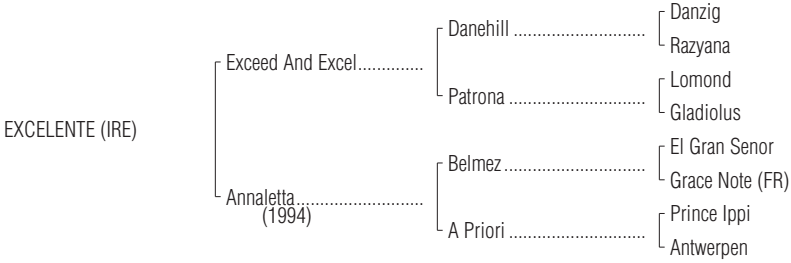 Danzig
Danehill ..............................
Razyana
Exceed And Excel..............
Lomond
Patrona ...............................
Gladiolus
EXCELENTE (IRE)
El Gran Senor
Belmez................................
Grace Note (FR)
Annaletta.............................
(1994)
Prince Ippi
A Priori ...............................
Antwerpen